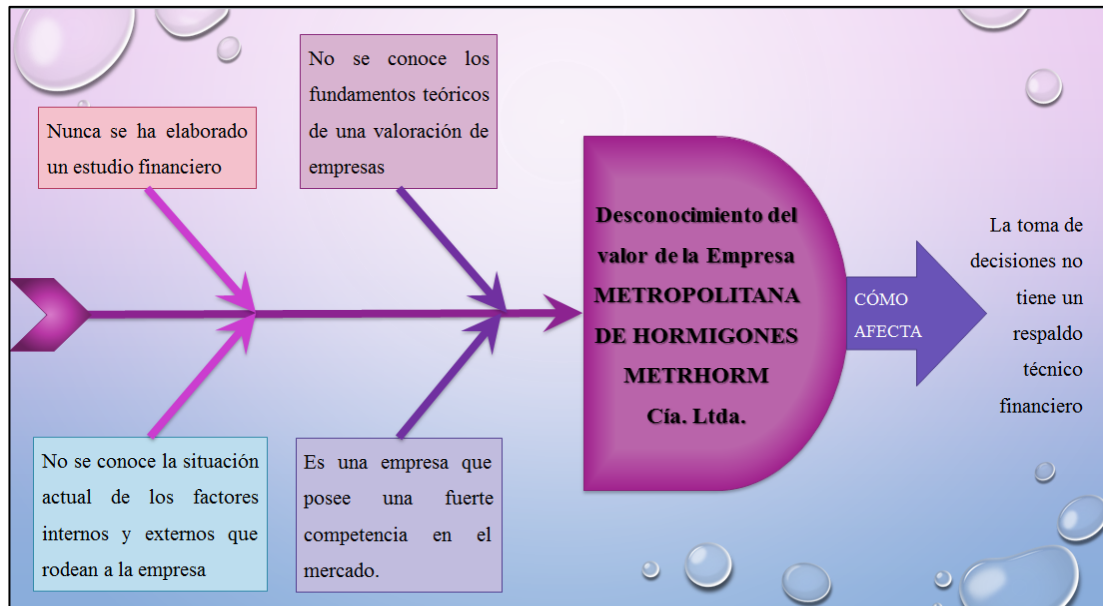 No se conoce los
fundamentos teóricos
de una valoración de
empresas
Nunca se ha elaborado
un estudio financiero
Desconocimiento del
valor de la Empresa
METROPOLITANA
DE HORMIGONES
METRHORM
Cía. Ltda.
CÓMO
AFECTA
La toma de
decisiones no
tiene un
respaldo
técnico
financiero
No se conoce la situación
actual de los factores
internos y externos que
rodean a la empresa
Es una empresa que
posee una fuerte
competencia en el
mercado.